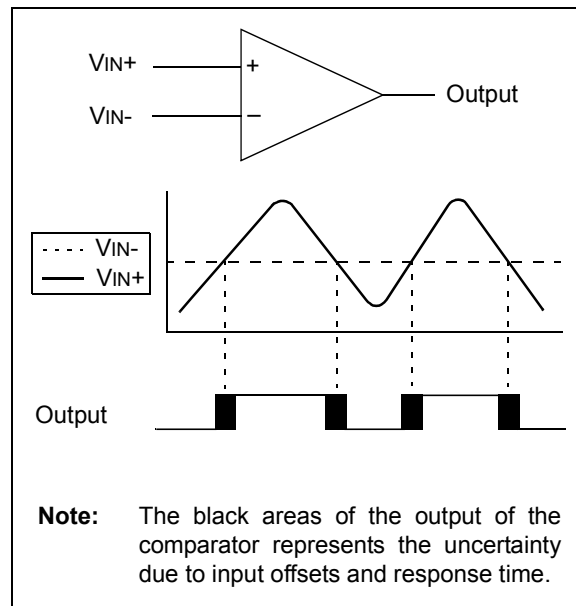 VIN+
+
Output
VIN-
–
VIN-
VIN+
Output
Note: The black areas of the output of the
comparator represents the uncertainty
due to input offsets and response time.